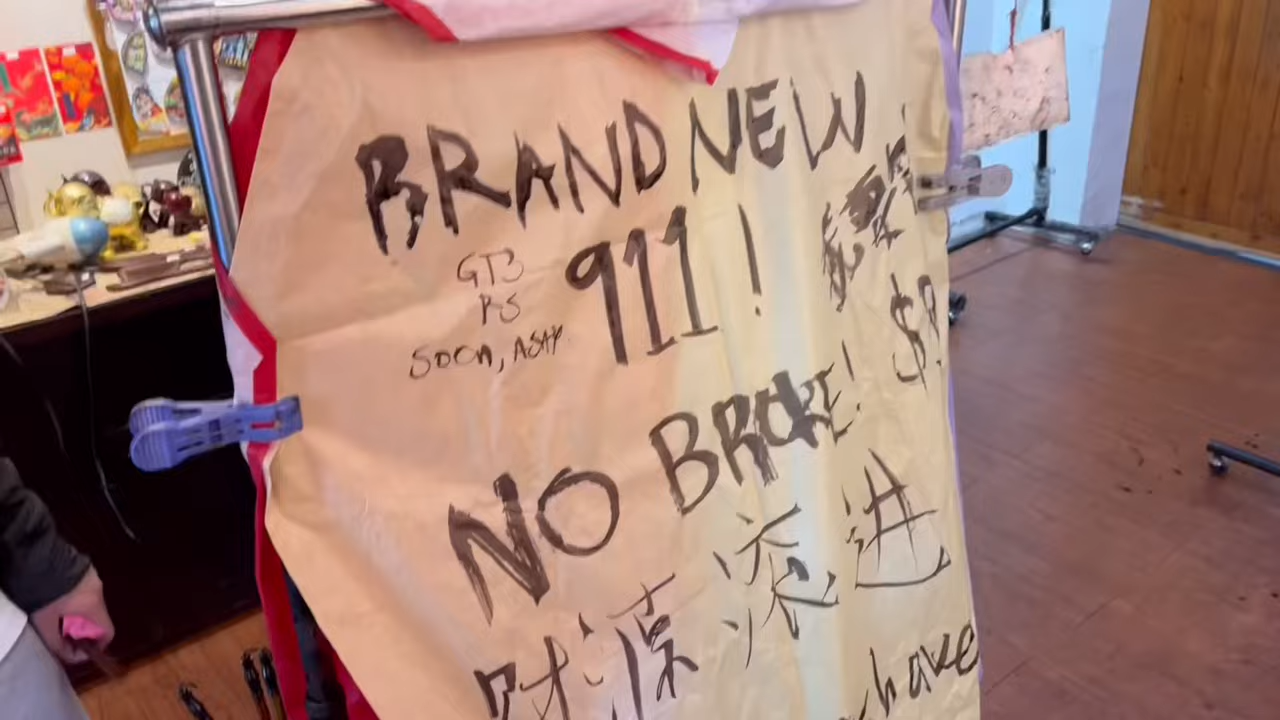 BRAND NEW
GT3
RS
SOON, ASAP
911!
$?
NO BROKE!
财源滚进
have